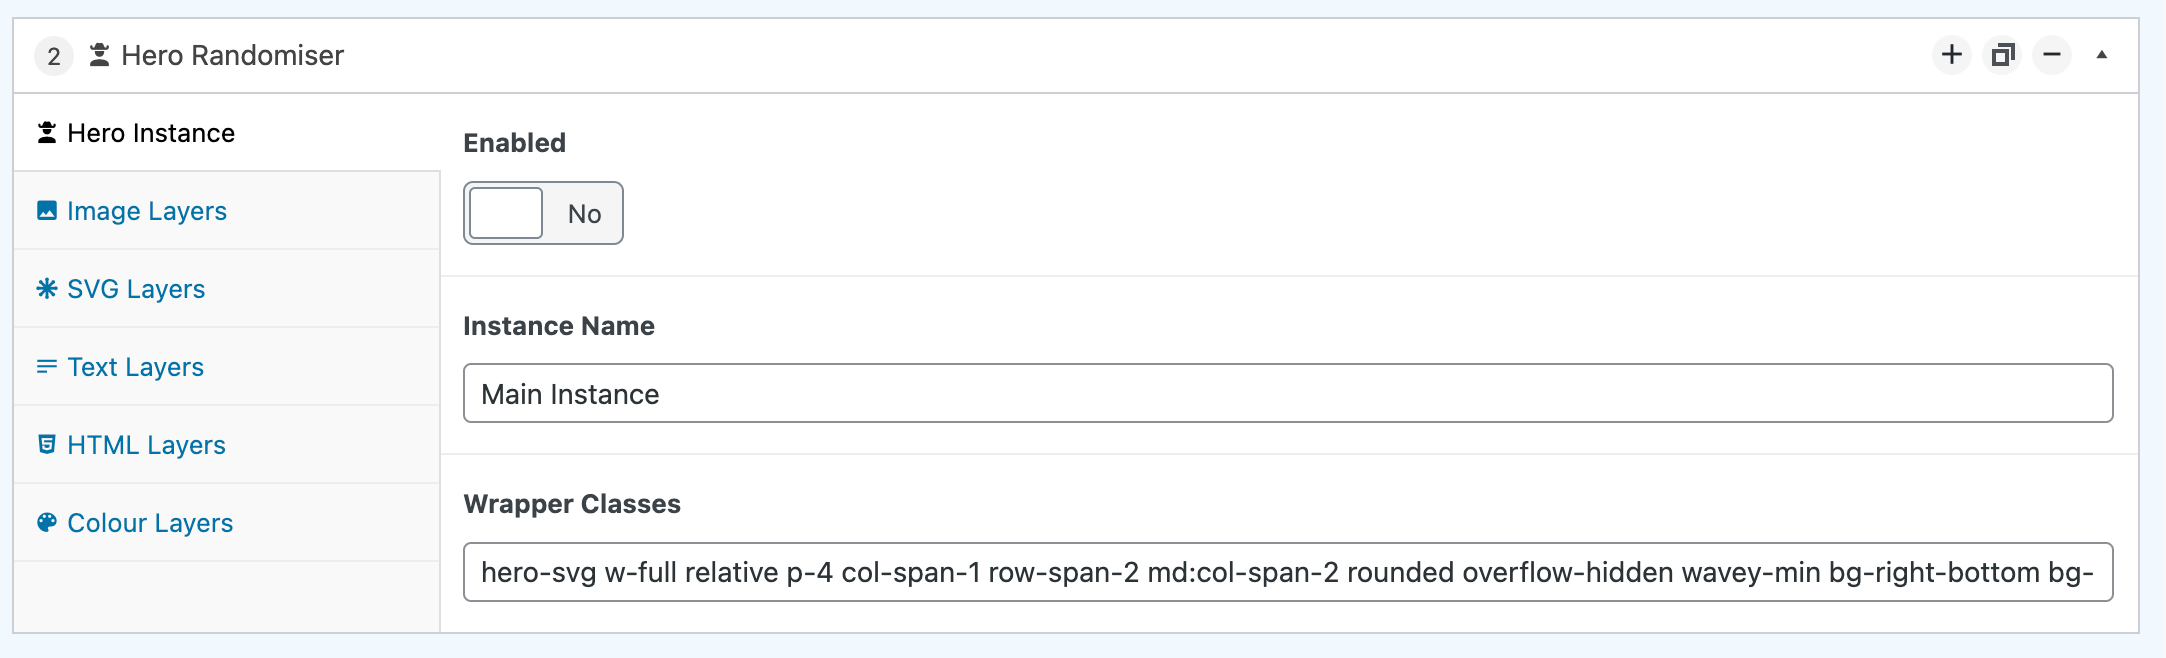 2 Hero Randomiser
Hero Instance
Image Layers
SVG Layers
Text Layers
HTML Layers
Colour Layers
Enabled
No
Instance Name
Main Instance
Wrapper Classes
hero-svg w-full relative p-4 col-span-1 row-span-2 md:col-span-2 rounded overflow-hidden wavey-min bg-right-bottom bg-